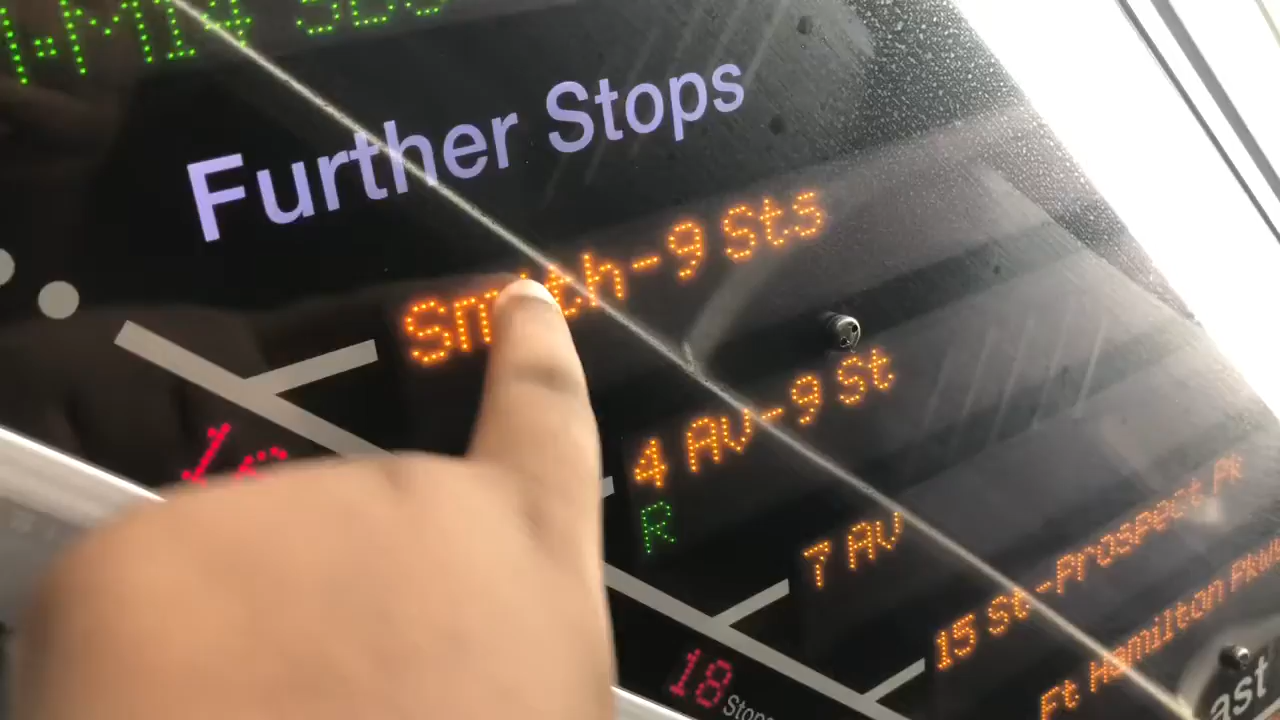 Further Stops
Smith-9 Sts
4 Av-9 St
R
7 Av
15 St-Prospect Pk
Ft Hamilton
18
Stops